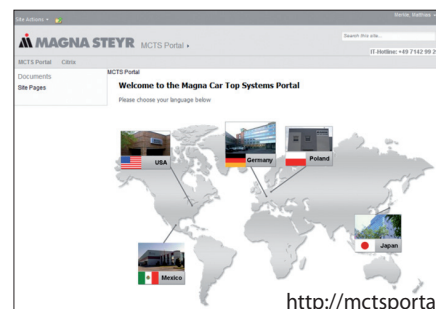 Site Actions
MAGNA STEYR MCTS Portal
Search this site...
IT-Hotline: +49 7142 99 2
MCTS Portal Citrix
Documents
Site Pages
MCTS Portal
Welcome to the Magna Car Top Systems Portal
Please choose your language below
USA
Germany
Poland
Japan
Mexico
http://mctsporta